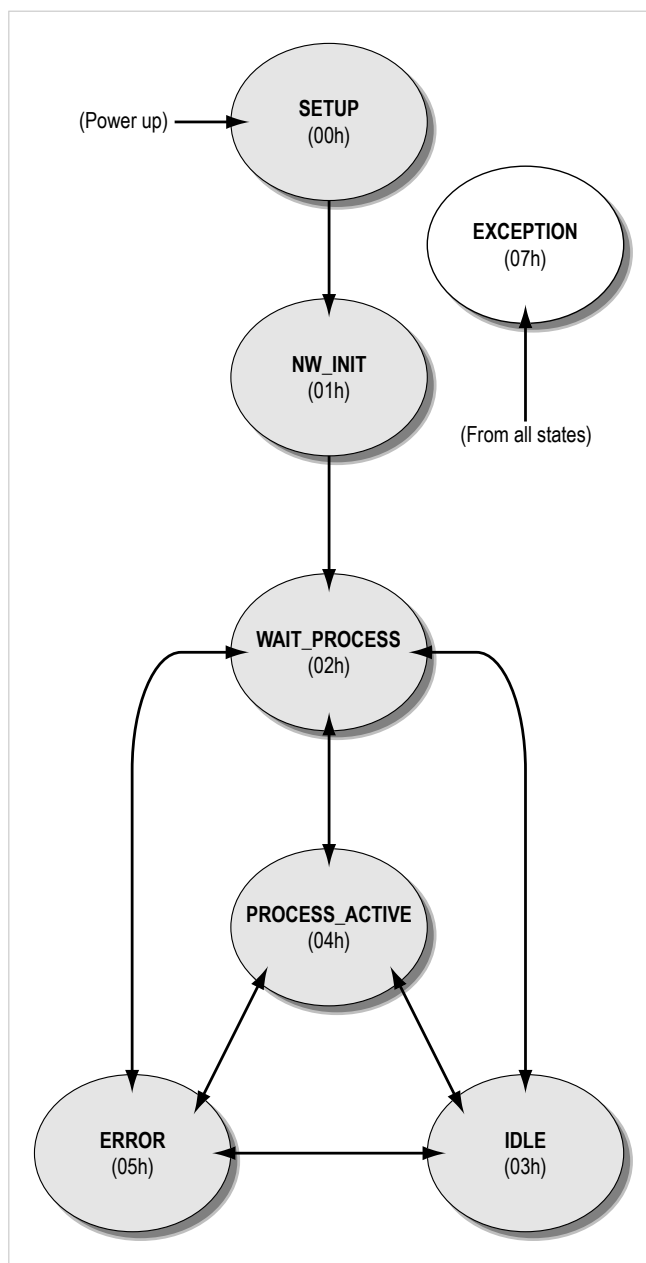 SETUP
(00h)
(Power up)
EXCEPTION
(07h)
(From all states)
NW_INIT
(01h)
WAIT_PROCESS
(02h)
PROCESS_ACTIVE
(04h)
ERROR
(05h)
IDLE
(03h)